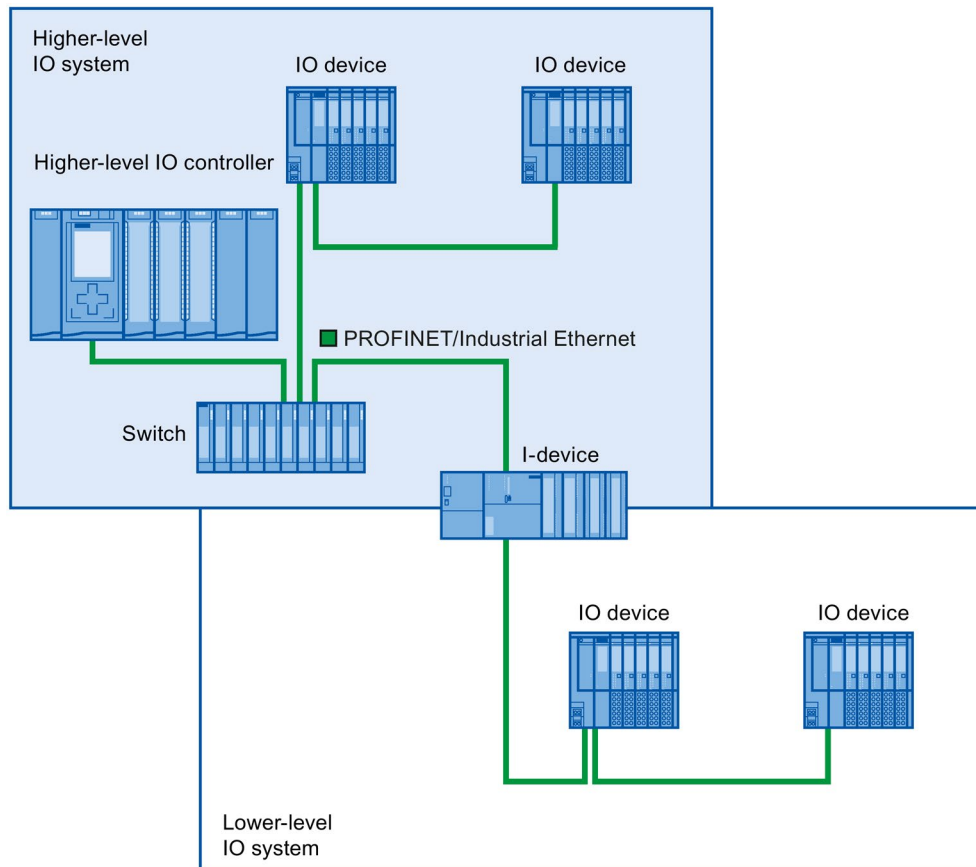 Higher-level
IO system
IO device
IO device
Higher-level IO controller
PROFINET/Industrial Ethernet
Switch
I-device
IO device
IO device
Lower-level
IO system